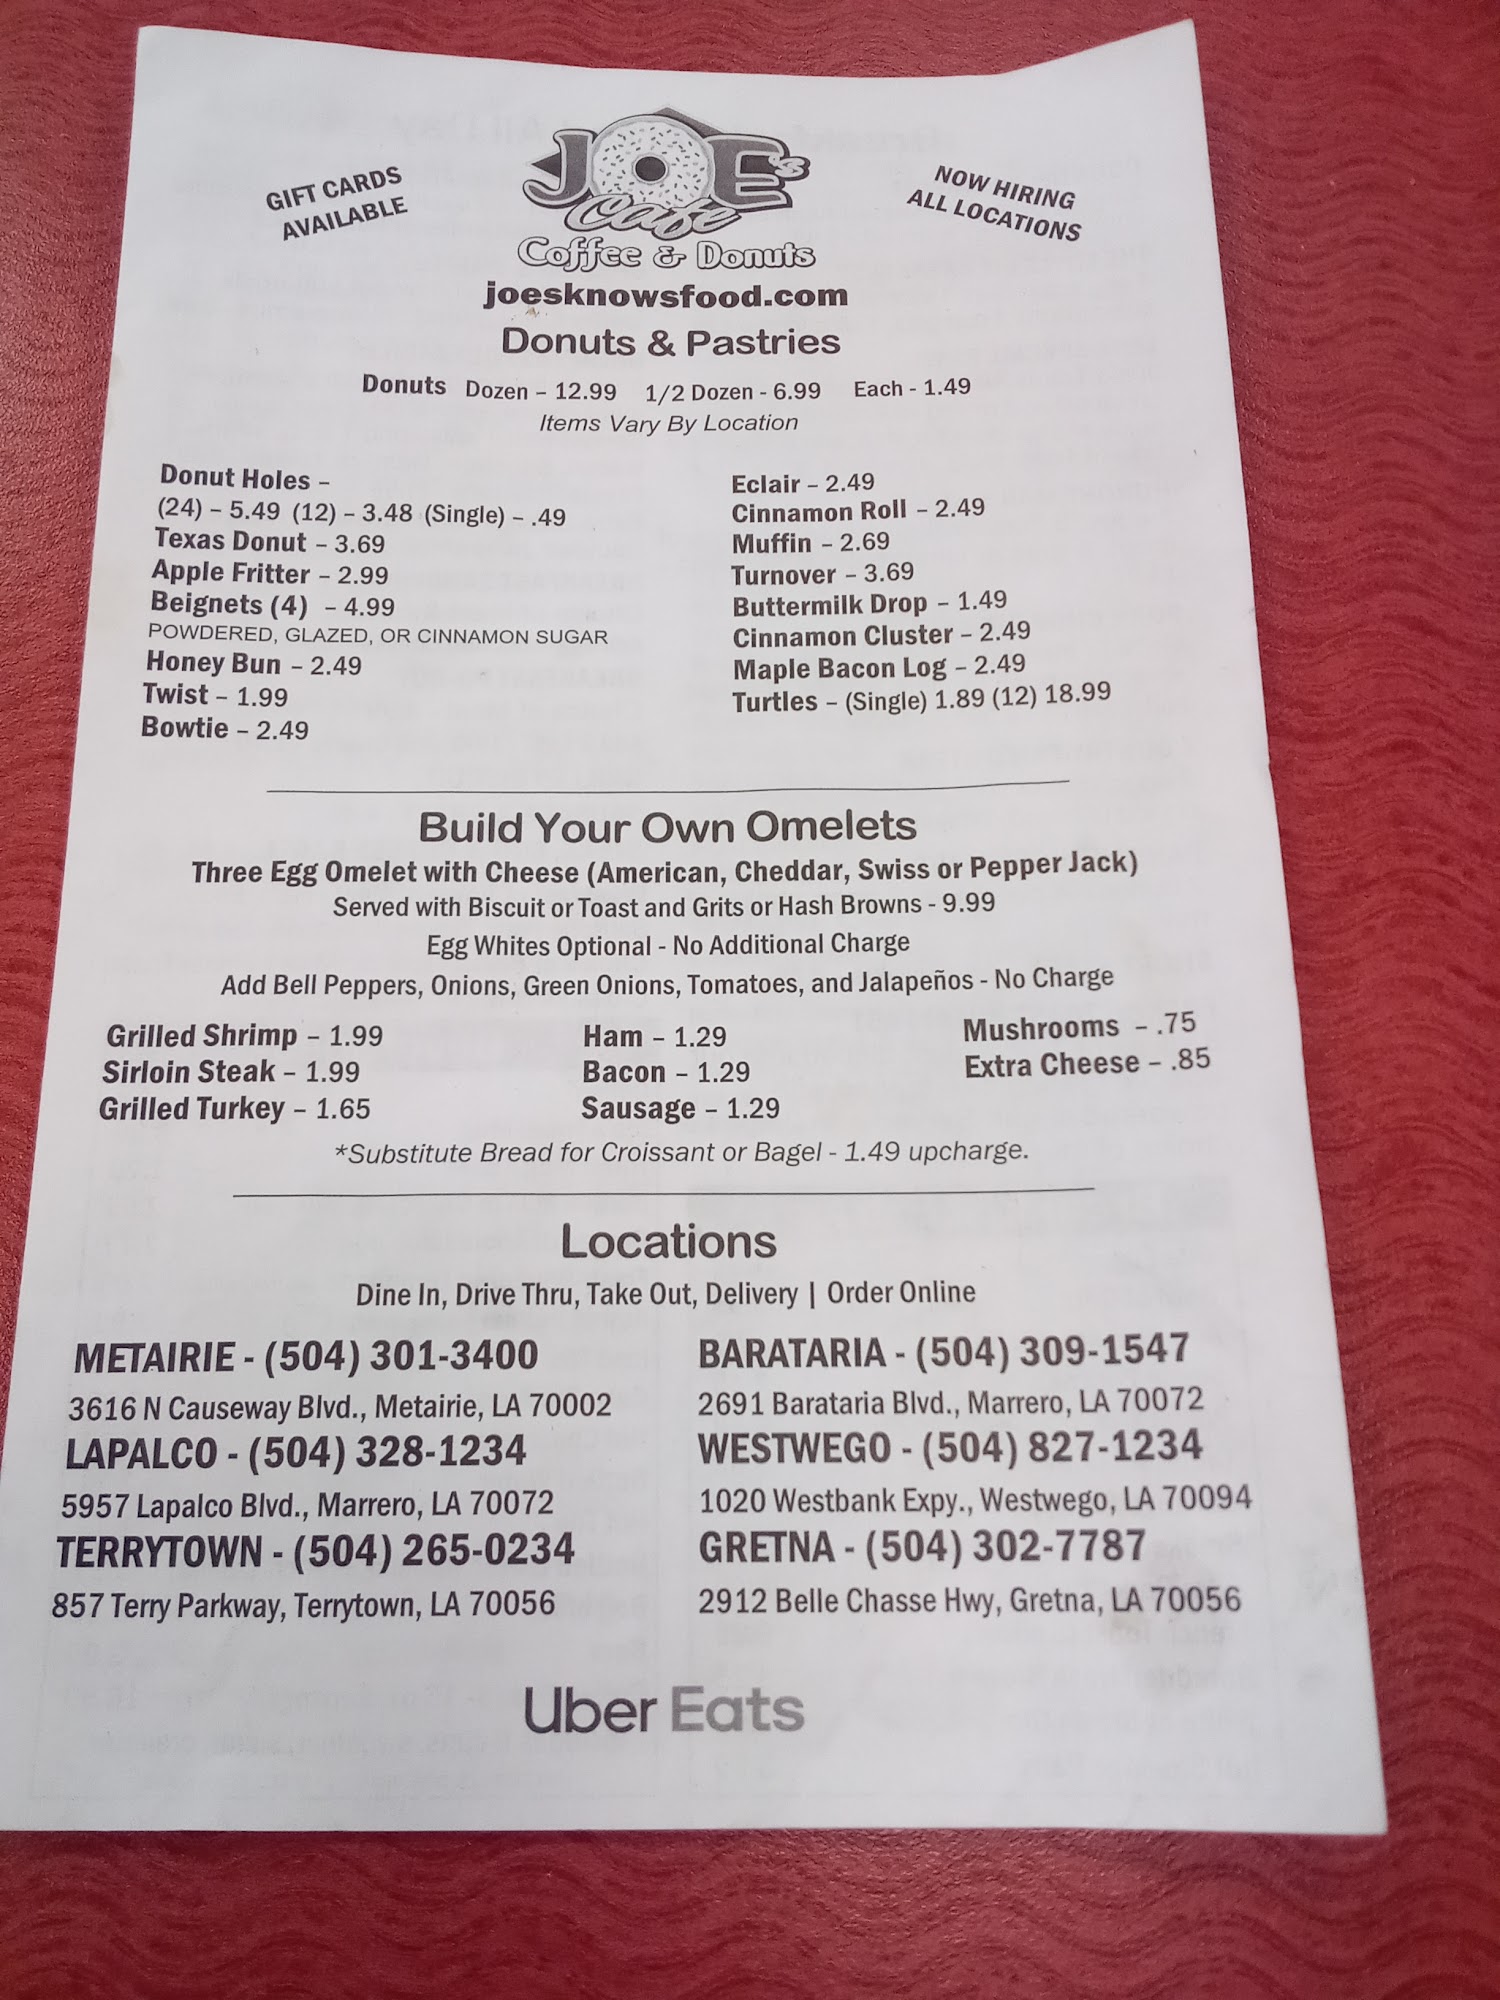 GIFT CARDS
AVAILABLE
JOE's
Cafe
Coffee & Donuts
NOW HIRING
ALL LOCATIONS
joesknowsfood.com
Donuts & Pastries
Donuts Dozen – 12.99 1/2 Dozen - 6.99 Each - 1.49
Items Vary By Location
Donut Holes –
(24) – 5.49 (12) – 3.48 (Single) – .49
Texas Donut – 3.69
Apple Fritter – 2.99
Beignets (4) – 4.99
POWDERED, GLAZED, OR CINNAMON SUGAR
Honey Bun – 2.49
Twist – 1.99
Bowtie – 2.49
Eclair – 2.49
Cinnamon Roll – 2.49
Muffin – 2.69
Turnover – 3.69
Buttermilk Drop – 1.49
Cinnamon Cluster – 2.49
Maple Bacon Log – 2.49
Turtles – (Single) 1.89 (12) 18.99
Build Your Own Omelets
Three Egg Omelet with Cheese (American, Cheddar, Swiss or Pepper Jack)
Served with Biscuit or Toast and Grits or Hash Browns - 9.99
Egg Whites Optional - No Additional Charge
Add Bell Peppers, Onions, Green Onions, Tomatoes, and Jalapeños - No Charge
Grilled Shrimp – 1.99
Sirloin Steak – 1.99
Grilled Turkey – 1.65
Ham – 1.29
Bacon – 1.29
Sausage – 1.29
Mushrooms – .75
Extra Cheese – .85
*Substitute Bread for Croissant or Bagel - 1.49 upcharge.
Locations
Dine In, Drive Thru, Take Out, Delivery | Order Online
METAIRIE - (504) 301-3400
3616 N Causeway Blvd., Metairie, LA 70002
LAPALCO - (504) 328-1234
5957 Lapalco Blvd., Marrero, LA 70072
TERRYTOWN - (504) 265-0234
857 Terry Parkway, Terrytown, LA 70056
BARATARIA - (504) 309-1547
2691 Barataria Blvd., Marrero, LA 70072
WESTWEGO - (504) 827-1234
1020 Westbank Expy., Westwego, LA 70094
GRETNA - (504) 302-7787
2912 Belle Chasse Hwy, Gretna, LA 70056
Uber Eats